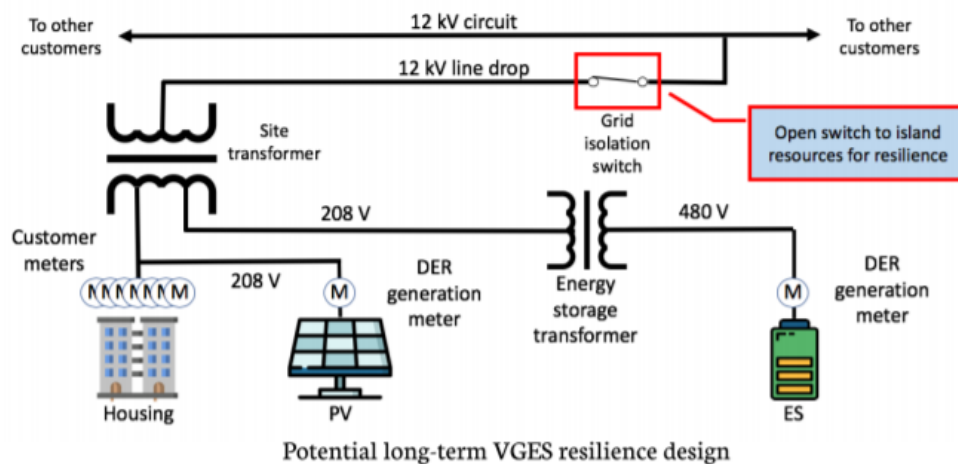 To other
customers
12 kV circuit
To other
customers
12 kV line drop
Site
transformer
Grid
isolation
switch
Open switch to island
resources for resilience
208 V
480 V
Customer
meters
MMMMMMM
208 V
M
DER
generation
meter
Energy
storage
transformer
M
DER
generation
meter
Housing
PV
ES
Potential long-term VGES resilience design